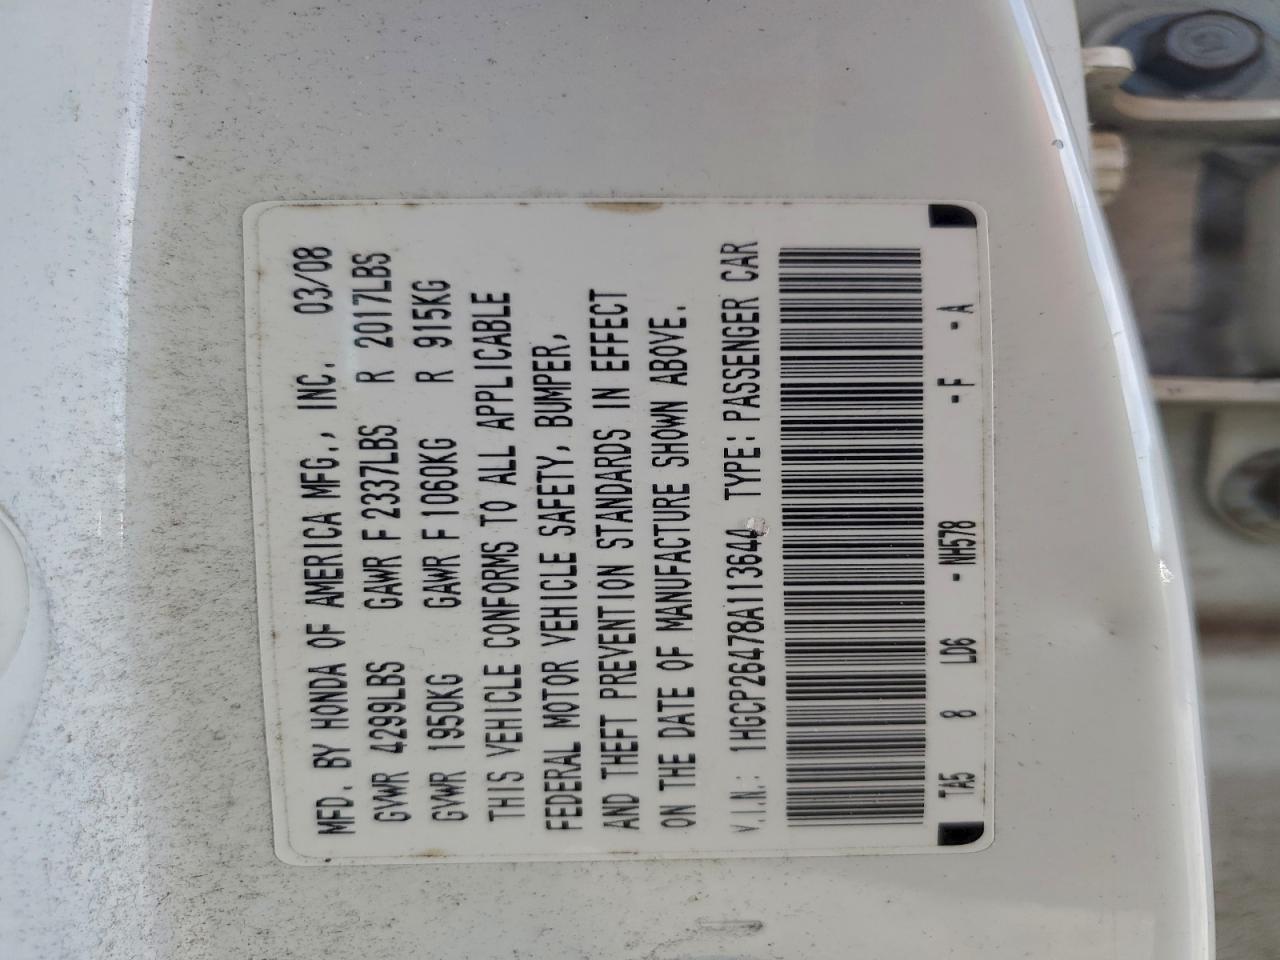 MFD. BY HONDA OF AMERICA MFG., INC. 03/08
GVWR 4299LBS GAWR F 2337LBS R 2017LBS
GVWR 1950KG GAWR F 1060KG R 915KG
THIS VEHICLE CONFORMS TO ALL APPLICABLE
FEDERAL MOTOR VEHICLE SAFETY, BUMPER,
AND THEFT PREVENTION STANDARDS IN EFFECT
ON THE DATE OF MANUFACTURE SHOWN ABOVE.
V.I.N.: 1HGCP26478A113644 TYPE: PASSENGER CAR
TA5 8 LD6 -NH578 -F -A